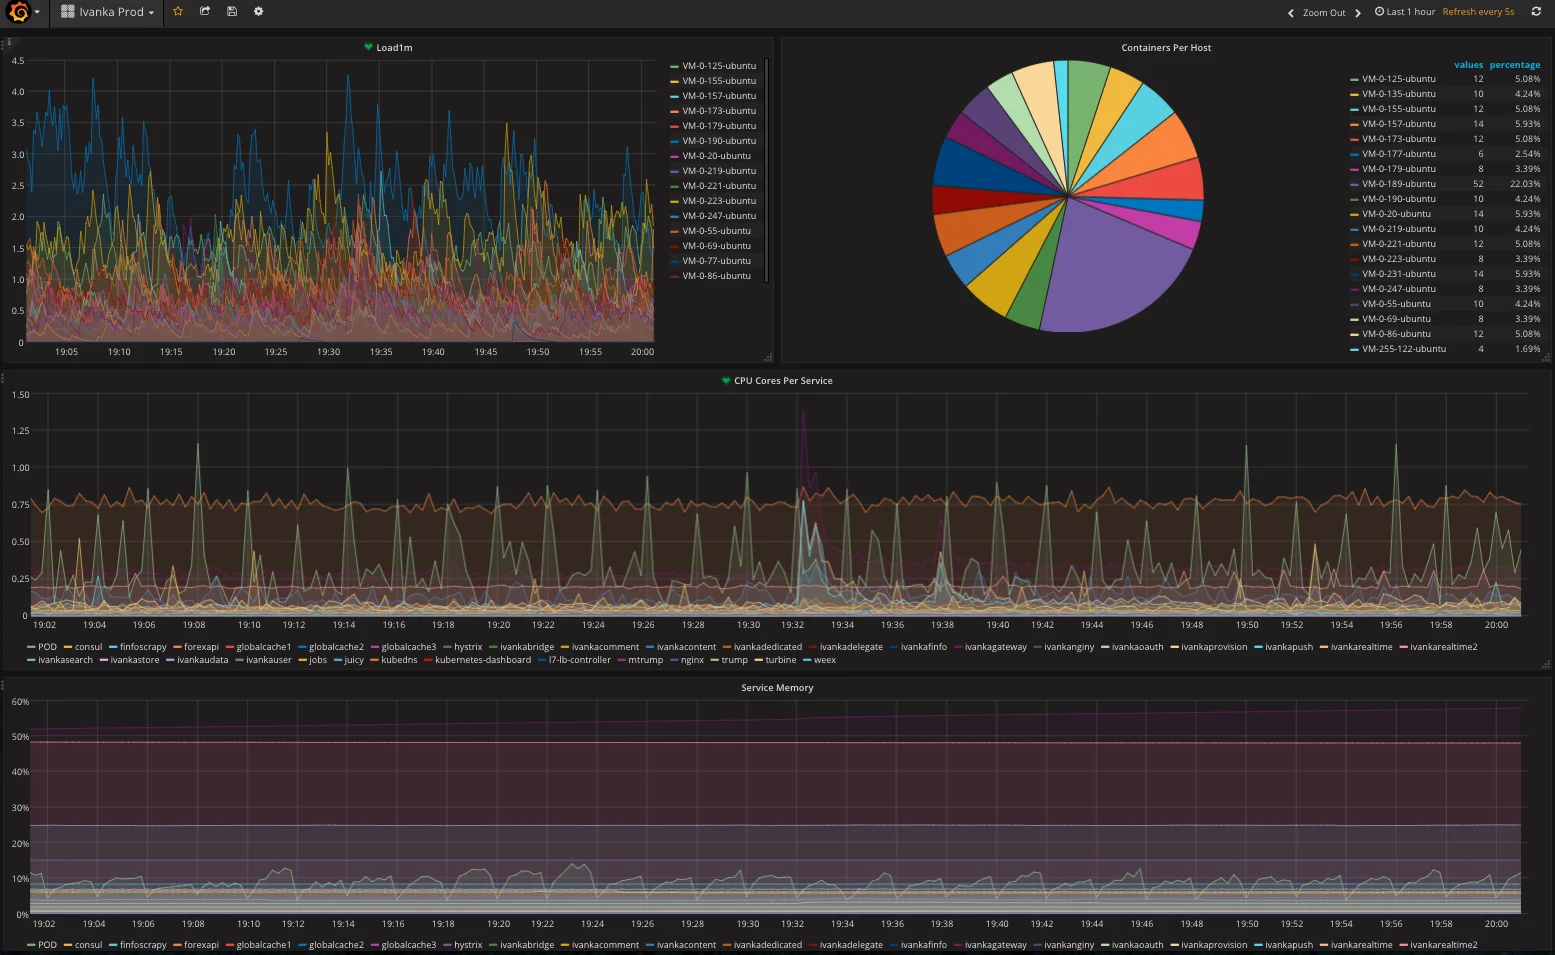 Ivanka Prod
Zoom Out
Last 1 hour
Refresh every 5s
Load1m
4.5
4.0
3.5
3.0
2.5
2.0
1.5
1.0
0.5
0
19:05 19:10 19:15 19:20 19:25 19:30 19:35 19:40 19:45 19:50 19:55 20:00
VM-0-125-ubuntu
VM-0-155-ubuntu
VM-0-157-ubuntu
VM-0-173-ubuntu
VM-0-179-ubuntu
VM-0-190-ubuntu
VM-0-20-ubuntu
VM-0-219-ubuntu
VM-0-221-ubuntu
VM-0-223-ubuntu
VM-0-247-ubuntu
VM-0-55-ubuntu
VM-0-69-ubuntu
VM-0-77-ubuntu
VM-0-86-ubuntu
Containers Per Host
values percentage
VM-0-125-ubuntu 12 5.08%
VM-0-135-ubuntu 10 4.24%
VM-0-155-ubuntu 12 5.08%
VM-0-157-ubuntu 14 5.93%
VM-0-173-ubuntu 12 5.08%
VM-0-177-ubuntu 6 2.54%
VM-0-179-ubuntu 8 3.39%
VM-0-189-ubuntu 52 22.03%
VM-0-190-ubuntu 10 4.24%
VM-0-20-ubuntu 14 5.93%
VM-0-219-ubuntu 10 4.24%
VM-0-221-ubuntu 12 5.08%
VM-0-223-ubuntu 8 3.39%
VM-0-231-ubuntu 14 5.93%
VM-0-247-ubuntu 8 3.39%
VM-0-55-ubuntu 10 4.24%
VM-0-69-ubuntu 8 3.39%
VM-0-86-ubuntu 12 5.08%
VM-255-122-ubuntu 4 1.69%
CPU Cores Per Service
1.50
1.25
1.00
0.75
0.50
0.25
0
19:02 19:04 19:06 19:08 19:10 19:12 19:14 19:16 19:18 19:20 19:22 19:24 19:26 19:28 19:30 19:32 19:34 19:36 19:38 19:40 19:42 19:44 19:46 19:48 19:50 19:52 19:54 19:56 19:58 20:00
POD consul finfoscrapy forexapi globalcache1 globalcache2 globalcache3 hystrix ivankabridge ivankacomment ivankacontent ivankadedicated ivankadelegate ivankafinfo ivankagateway ivankanginy ivankaoauth ivankaprovision ivankapush ivankarealtime ivankarealtime2
ivankasearch ivankastore ivankaudata ivankauser jobs juicy kubedns kubernetes-dashboard l7-lb-controller mtrump nginx trump turbine weex
Service Memory
60%
50%
40%
30%
20%
10%
0%
19:02 19:04 19:06 19:08 19:10 19:12 19:14 19:16 19:18 19:20 19:22 19:24 19:26 19:28 19:30 19:32 19:34 19:36 19:38 19:40 19:42 19:44 19:46 19:48 19:50 19:52 19:54 19:56 19:58 20:00
POD consul finfoscrapy forexapi globalcache1 globalcache2 globalcache3 hystrix ivankabridge ivankacomment ivankacontent ivankadedicated ivankadelegate ivankafinfo ivankagateway ivankanginy ivankaoauth ivankaprovision ivankapush ivankarealtime ivankarealtime2